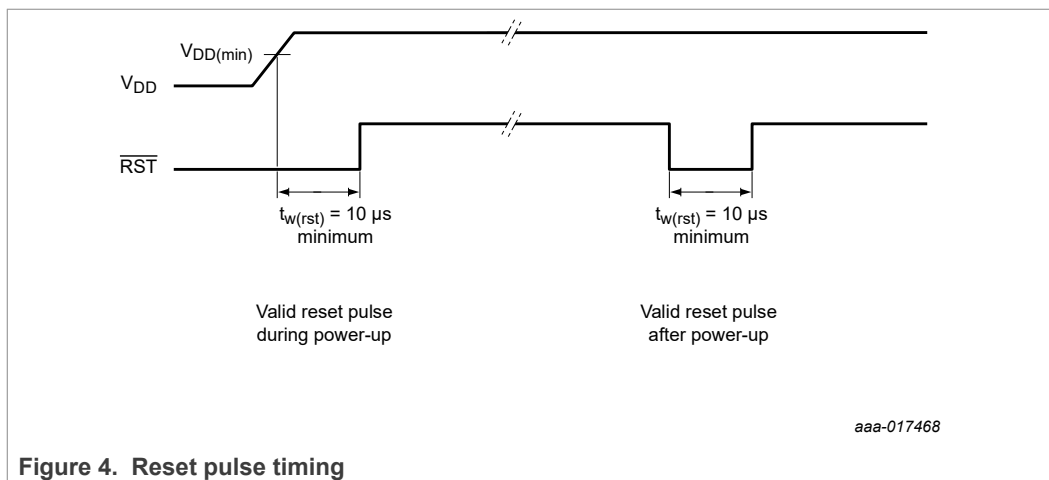 VDD(min)
VDD
RST
tw(rst) = 10 µs
minimum
tw(rst) = 10 µs
minimum
Valid reset pulse
during power-up
Valid reset pulse
after power-up
aaa-017468
Figure 4. Reset pulse timing